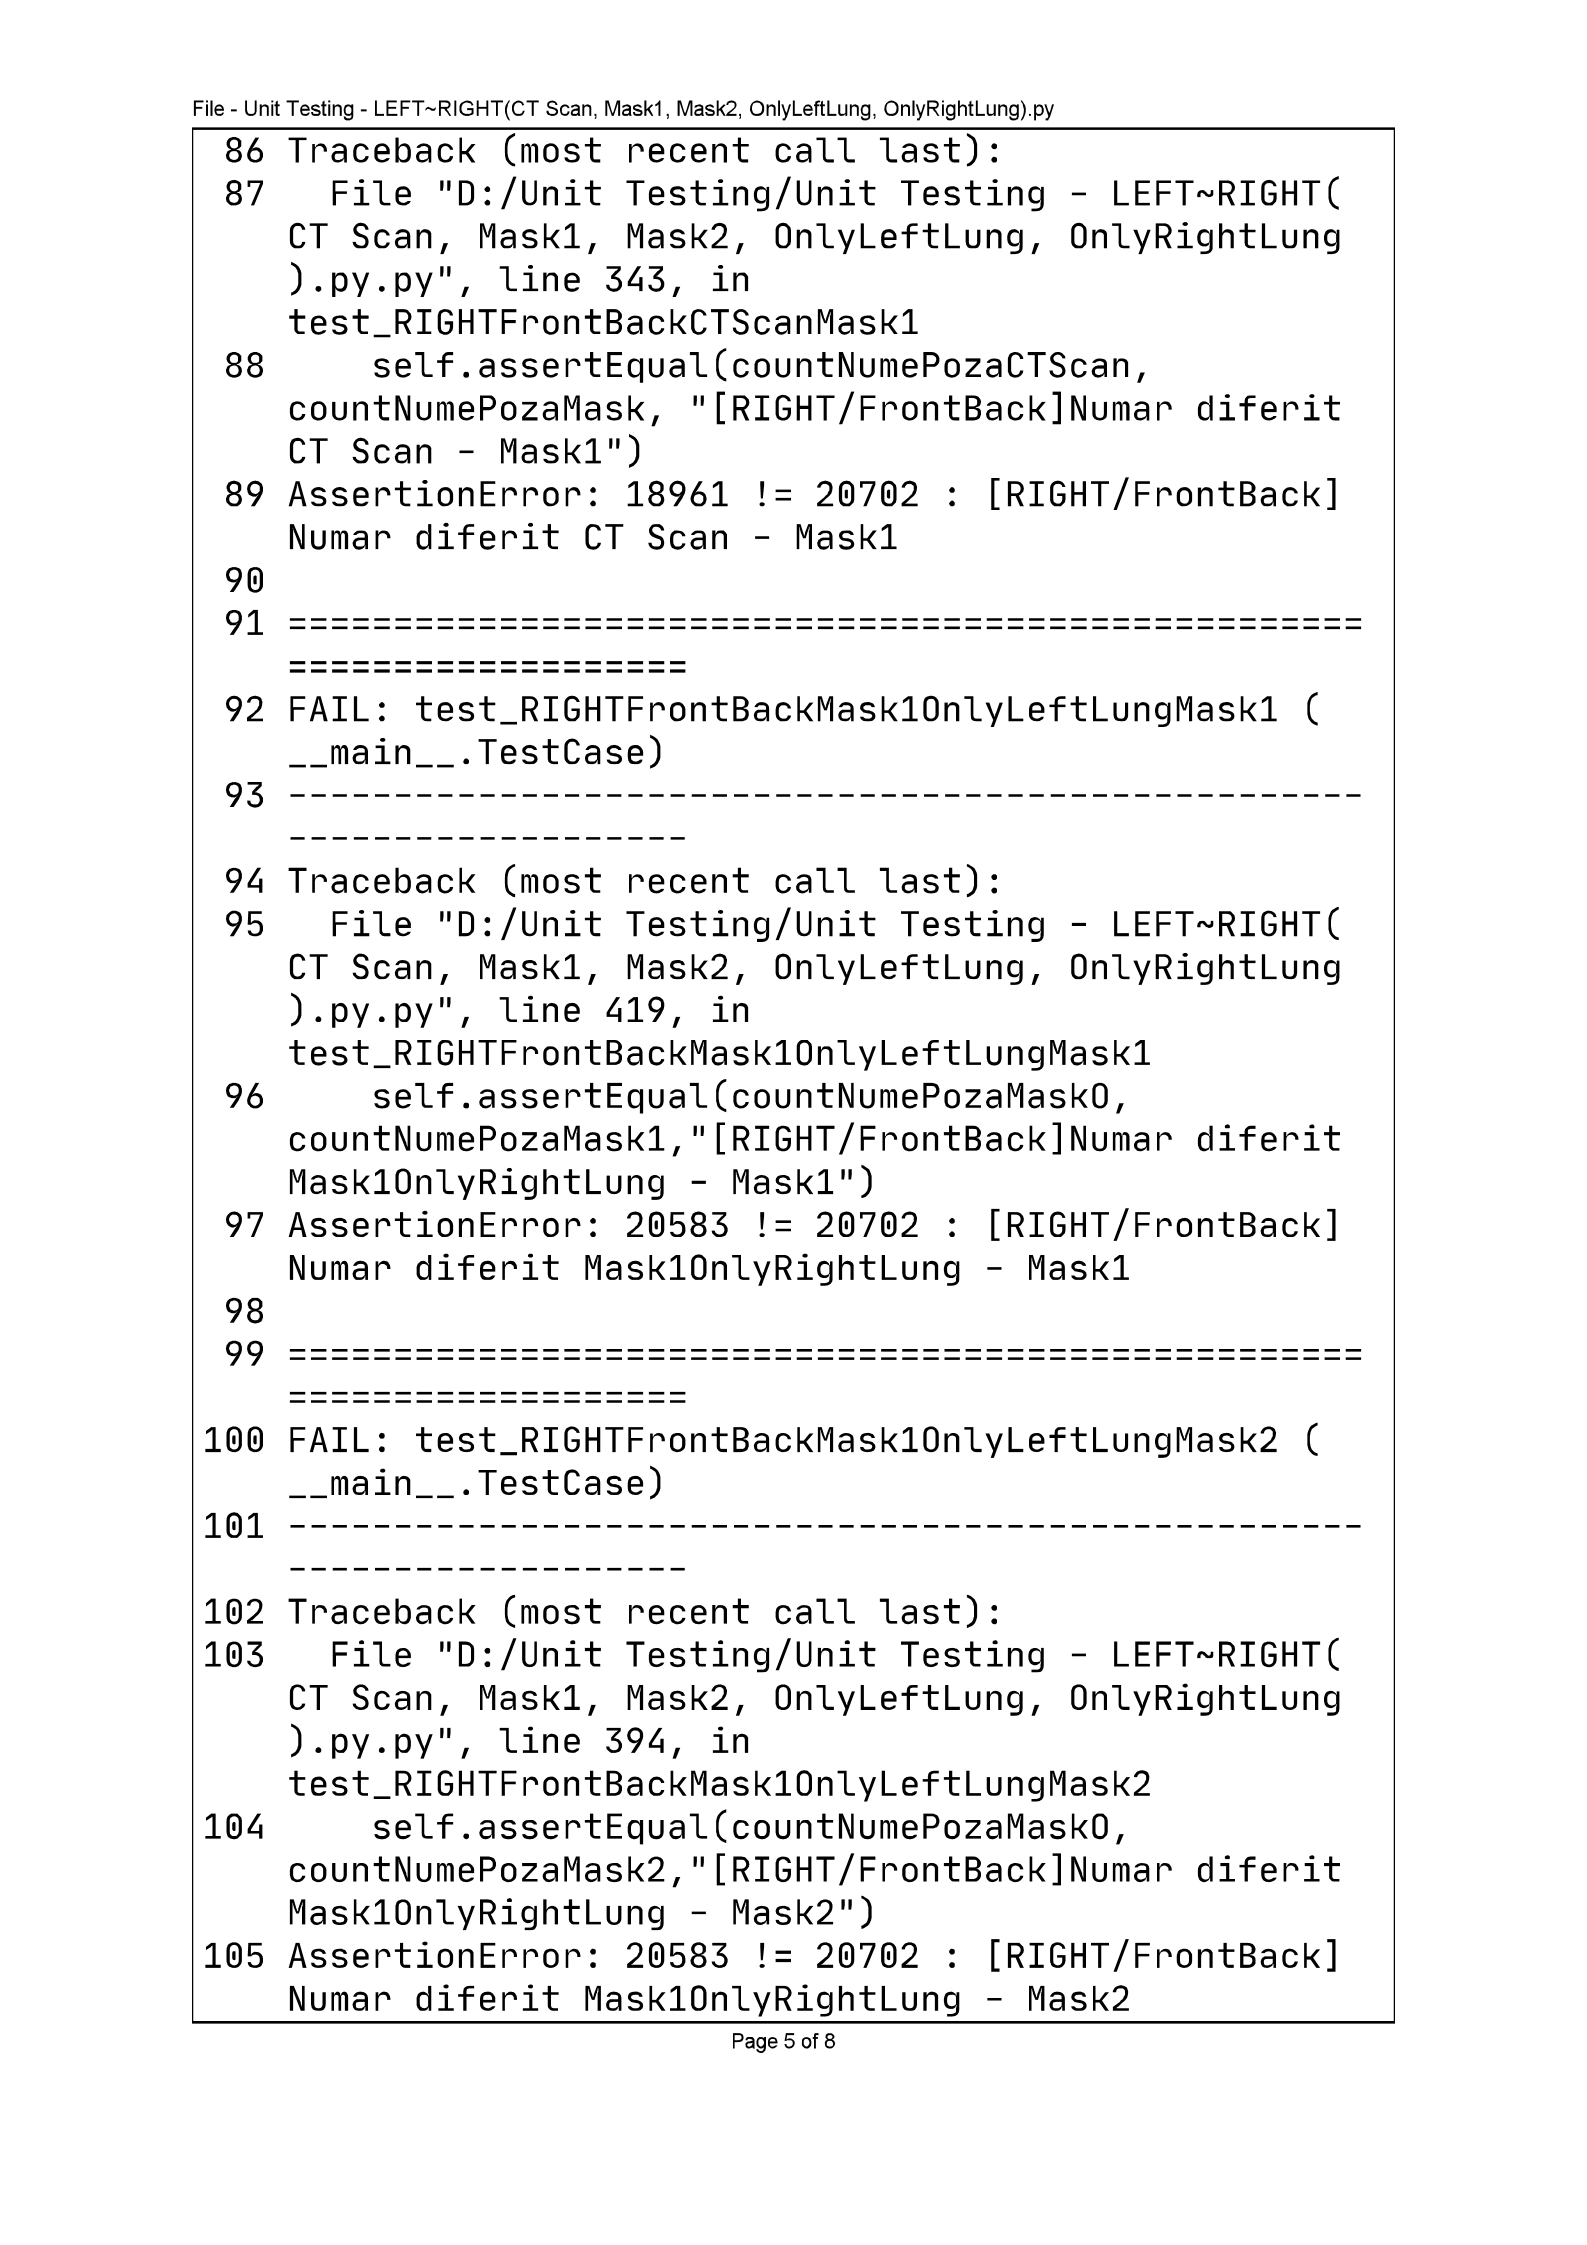 File - Unit Testing - LEFT~RIGHT(CT Scan, Mask1, Mask2, OnlyLeftLung, OnlyRightLung).py
86 Traceback (most recent call last):
87   File "D:/Unit Testing/Unit Testing - LEFT~RIGHT(
CT Scan, Mask1, Mask2, OnlyLeftLung, OnlyRightLung
).py.py", line 343, in
test_RIGHTFrontBackCTScanMask1
88     self.assertEqual(countNumePozaCTScan,
countNumePozaMask, "[RIGHT/FrontBack]Numar diferit
CT Scan - Mask1")
89 AssertionError: 18961 != 20702 : [RIGHT/FrontBack]
Numar diferit CT Scan - Mask1
90
91 ===================================================
===================
92 FAIL: test_RIGHTFrontBackMask1OnlyLeftLungMask1 (
__main__.TestCase)
93 ---------------------------------------------------
-------------------
94 Traceback (most recent call last):
95   File "D:/Unit Testing/Unit Testing - LEFT~RIGHT(
CT Scan, Mask1, Mask2, OnlyLeftLung, OnlyRightLung
).py.py", line 419, in
test_RIGHTFrontBackMask1OnlyLeftLungMask1
96     self.assertEqual(countNumePozaMaskO,
countNumePozaMask1,"[RIGHT/FrontBack]Numar diferit
Mask1OnlyRightLung - Mask1")
97 AssertionError: 20583 != 20702 : [RIGHT/FrontBack]
Numar diferit Mask1OnlyRightLung - Mask1
98
99 ===================================================
===================
100 FAIL: test_RIGHTFrontBackMask1OnlyLeftLungMask2 (
__main__.TestCase)
101 ---------------------------------------------------
-------------------
102 Traceback (most recent call last):
103   File "D:/Unit Testing/Unit Testing - LEFT~RIGHT(
CT Scan, Mask1, Mask2, OnlyLeftLung, OnlyRightLung
).py.py", line 394, in
test_RIGHTFrontBackMask1OnlyLeftLungMask2
104     self.assertEqual(countNumePozaMaskO,
countNumePozaMask2,"[RIGHT/FrontBack]Numar diferit
Mask1OnlyRightLung - Mask2")
105 AssertionError: 20583 != 20702 : [RIGHT/FrontBack]
Numar diferit Mask1OnlyRightLung - Mask2
Page 5 of 8